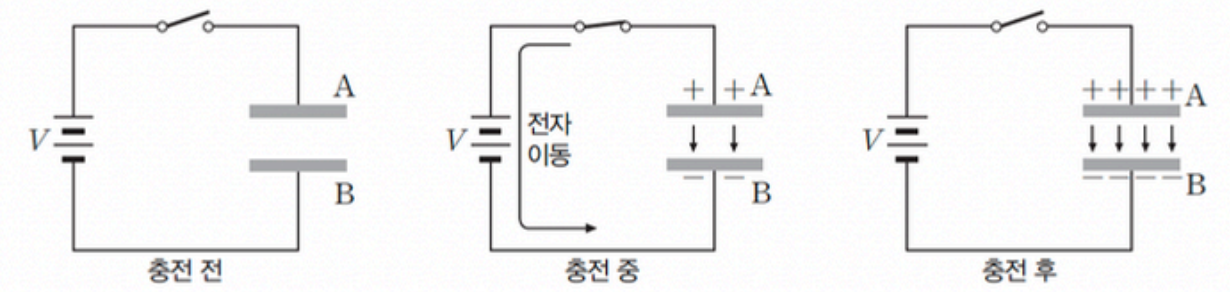 A
V
B
충전 전
+ + A
V
전자
이동
− −
B
충전 중
+ + + + A
V
− − − − B
충전 후